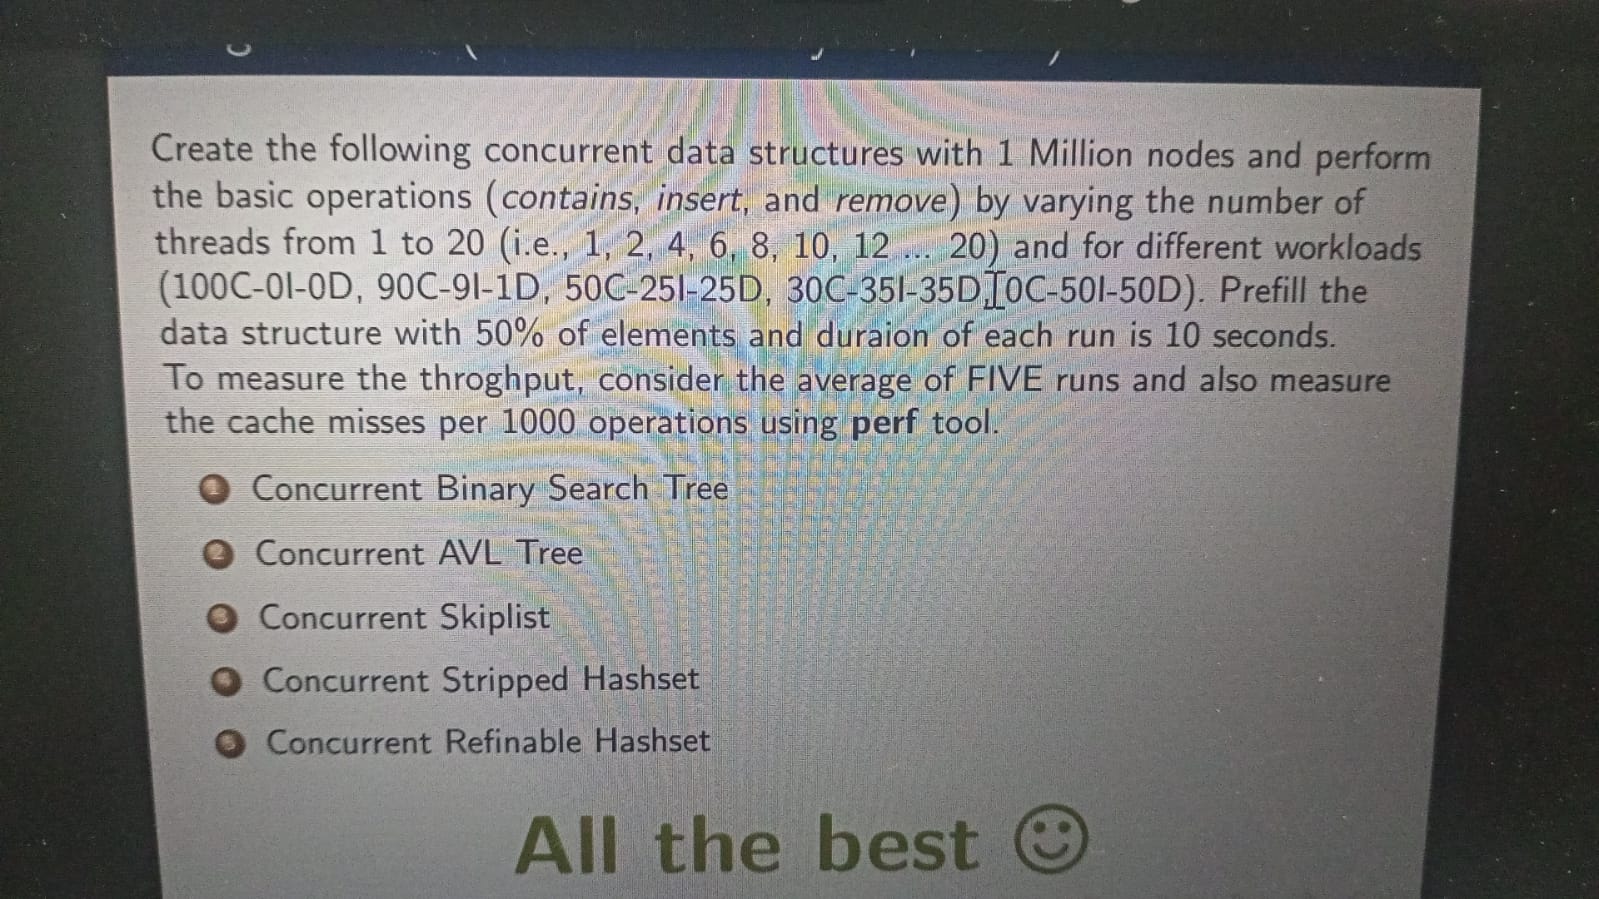 Create the following concurrent data structures with 1 Million nodes and perform
the basic operations (contains, insert, and remove) by varying the number of
threads from 1 to 20 (i.e., 1, 2, 4, 6, 8, 10, 12 ... 20) and for different workloads
(100C-0I-0D, 90C-9I-1D, 50C-25I-25D, 30C-35I-35D, 0C-50I-50D). Prefill the
data structure with 50% of elements and duraion of each run is 10 seconds.
To measure the throghput, consider the average of FIVE runs and also measure
the cache misses per 1000 operations using perf tool.
1 Concurrent Binary Search Tree
2 Concurrent AVL Tree
3 Concurrent Skiplist
4 Concurrent Stripped Hashset
5 Concurrent Refinable Hashset
All the best ☺